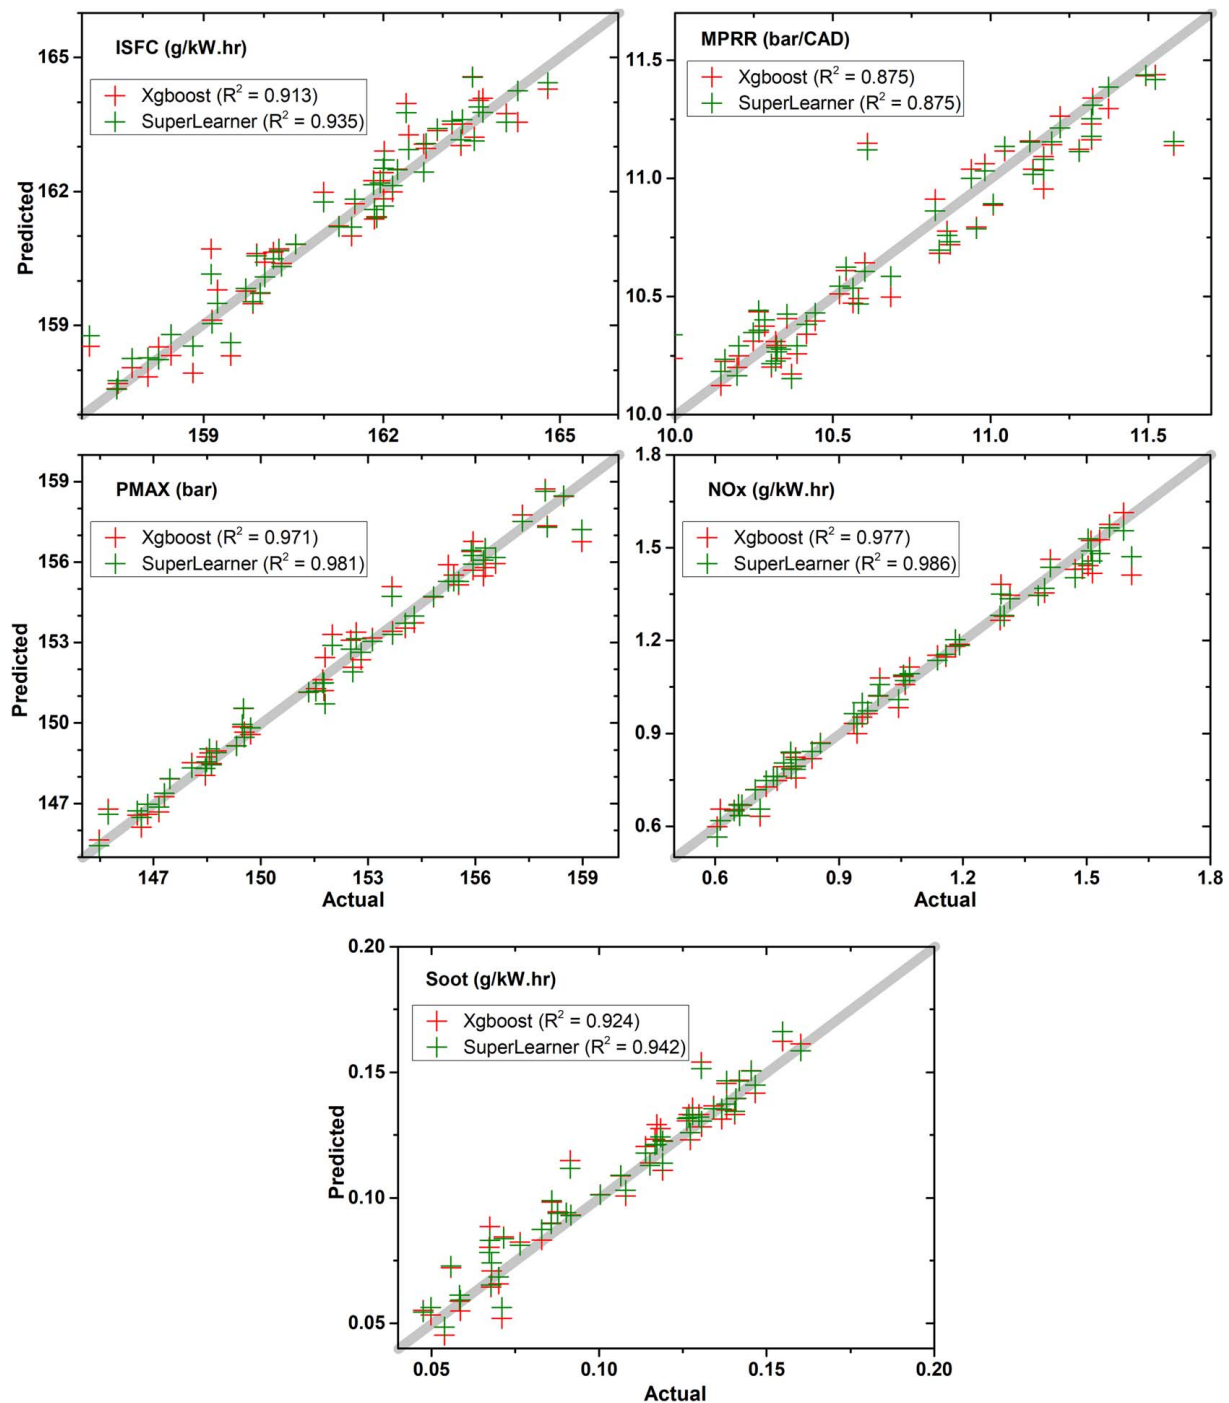 ISFC (g/kW.hr)
Xgboost (R² = 0.913)
SuperLearner (R² = 0.935)
165
162
159
159
162
165
Predicted
MPRR (bar/CAD)
Xgboost (R² = 0.875)
SuperLearner (R² = 0.875)
11.5
11.0
10.5
10.0
10.0
10.5
11.0
11.5
PMAX (bar)
Xgboost (R² = 0.971)
SuperLearner (R² = 0.981)
159
156
153
150
147
147
150
153
156
159
Predicted
Actual
NOx (g/kW.hr)
Xgboost (R² = 0.977)
SuperLearner (R² = 0.986)
1.8
1.5
1.2
0.9
0.6
0.6
0.9
1.2
1.5
1.8
Actual
Soot (g/kW.hr)
Xgboost (R² = 0.924)
SuperLearner (R² = 0.942)
0.20
0.15
0.10
0.05
0.05
0.10
0.15
0.20
Predicted
Actual